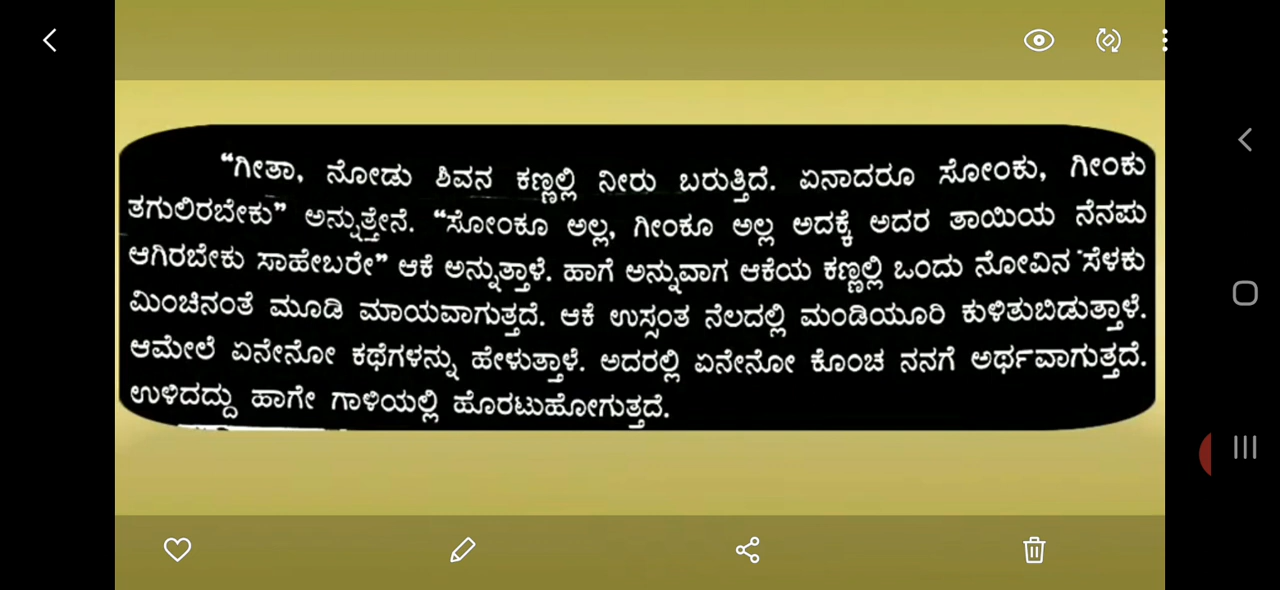 “ಗೀತಾ, ನೋಡು ಶಿವನ ಕಣ್ಣಲ್ಲಿ ನೀರು ಬರುತ್ತಿದೆ. ಏನಾದರೂ ಸೋಂಕು, ಗೀಂಕು
ತಗುಲಿರಬೇಕು” ಅನ್ನುತ್ತೇನೆ. “ಸೋಂಕೂ ಅಲ್ಲ, ಗೀಂಕೂ ಅಲ್ಲ ಅದಕ್ಕೆ ಅದರ ತಾಯಿಯ ನೆನಪು
ಆಗಿರಬೇಕು ಸಾಹೇಬರೇ” ಆಕೆ ಅನ್ನುತ್ತಾಳೆ. ಹಾಗೆ ಅನ್ನುವಾಗ ಆಕೆಯ ಕಣ್ಣಲ್ಲಿ ಒಂದು ನೋವಿನ ಸೆಳಕು
ಮಿಂಚಿನಂತೆ ಮೂಡಿ ಮಾಯವಾಗುತ್ತದೆ. ಆಕೆ ಉಸ್ಸಂತ ನೆಲದಲ್ಲಿ ಮಂಡಿಯೂರಿ ಕುಳಿತುಬಿಡುತ್ತಾಳೆ.
ಆಮೇಲೆ ಏನೇನೋ ಕಥೆಗಳನ್ನು ಹೇಳುತ್ತಾಳೆ. ಅದರಲ್ಲಿ ಏನೇನೋ ಕೊಂಚ ನನಗೆ ಅರ್ಥವಾಗುತ್ತದೆ.
ಉಳಿದದ್ದು ಹಾಗೇ ಗಾಳಿಯಲ್ಲಿ ಹೊರಟುಹೋಗುತ್ತದೆ.